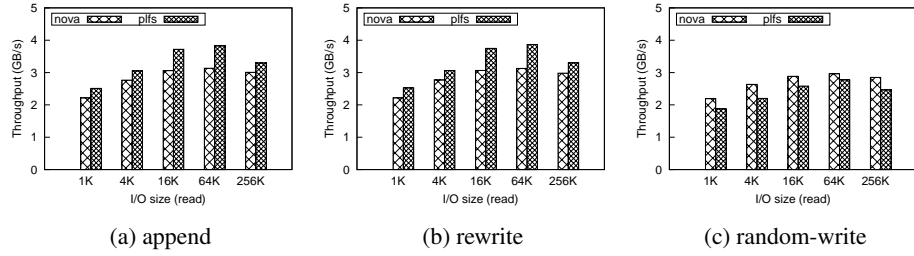 nova plfs
Throughput (GB/s)
5
4
3
2
1
0
1K 4K 16K 64K 256K
I/O size (read)
(a) append
nova plfs
Throughput (GB/s)
5
4
3
2
1
0
1K 4K 16K 64K 256K
I/O size (read)
(b) rewrite
nova plfs
Throughput (GB/s)
5
4
3
2
1
0
1K 4K 16K 64K 256K
I/O size (read)
(c) random-write